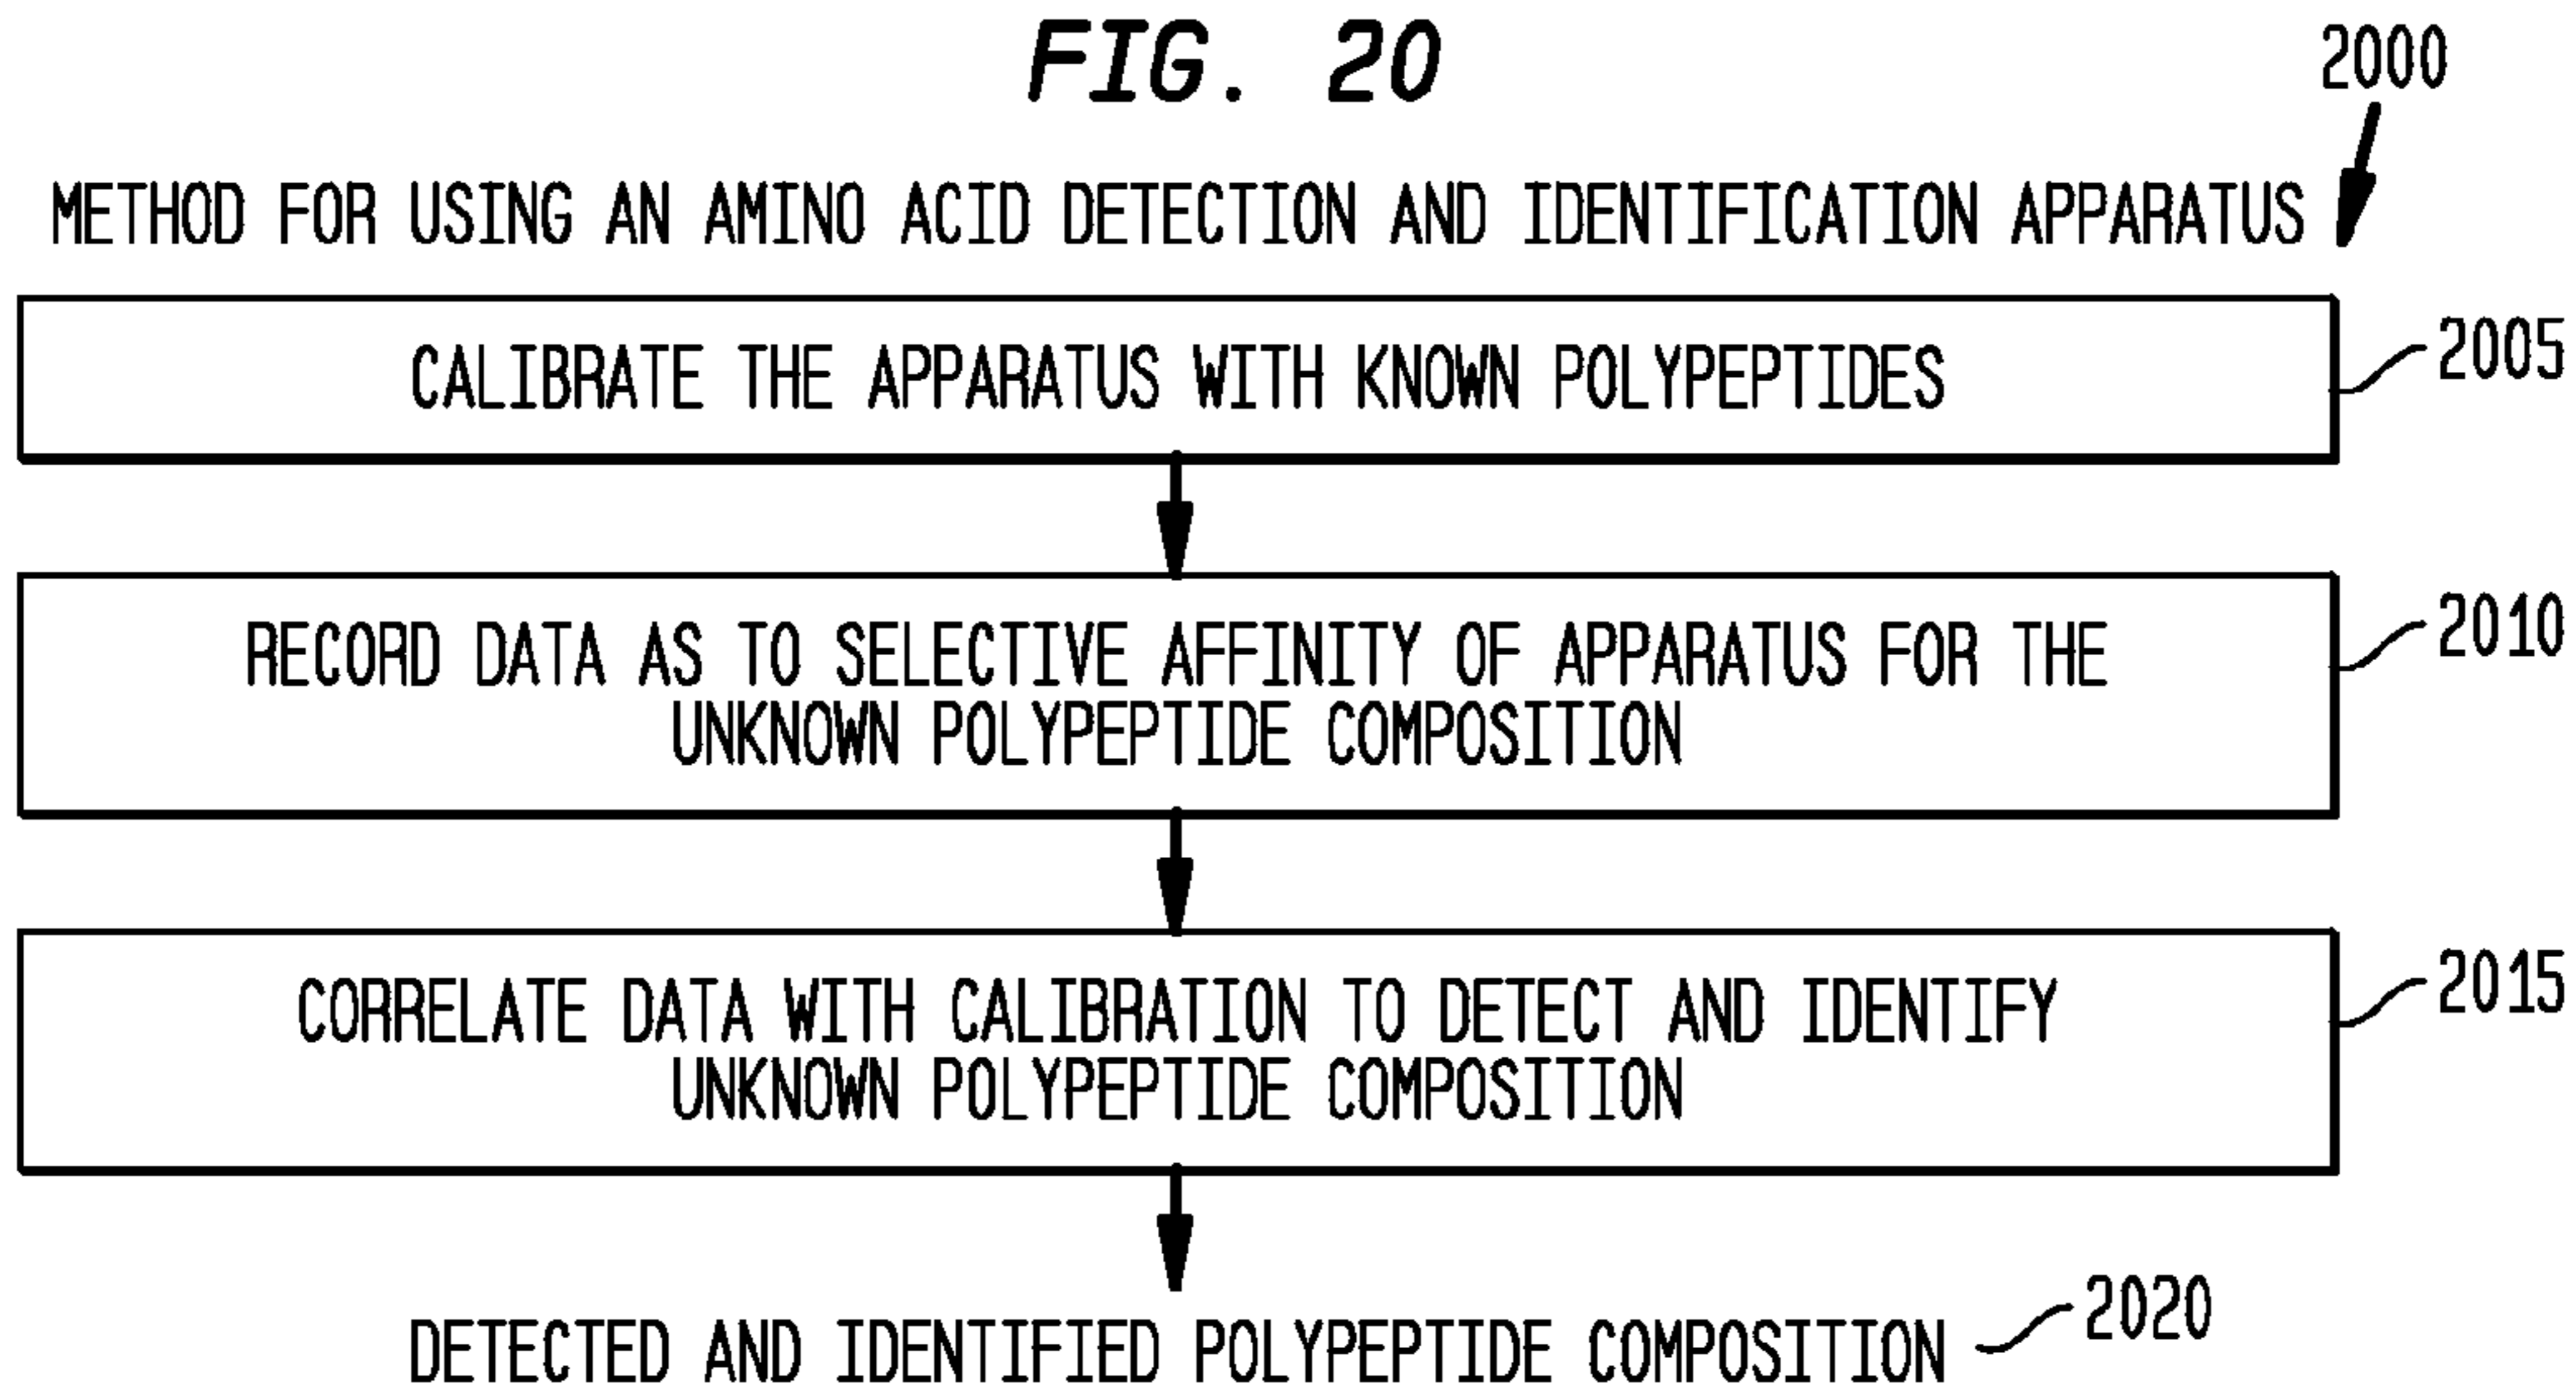 FIG. 20
2000
METHOD FOR USING AN AMINO ACID DETECTION AND IDENTIFICATION APPARATUS
CALIBRATE THE APPARATUS WITH KNOWN POLYPEPTIDES
2005
RECORD DATA AS TO SELECTIVE AFFINITY OF APPARATUS FOR THE
UNKNOWN POLYPEPTIDE COMPOSITION
2010
CORRELATE DATA WITH CALIBRATION TO DETECT AND IDENTIFY
UNKNOWN POLYPEPTIDE COMPOSITION
2015
DETECTED AND IDENTIFIED POLYPEPTIDE COMPOSITION
2020